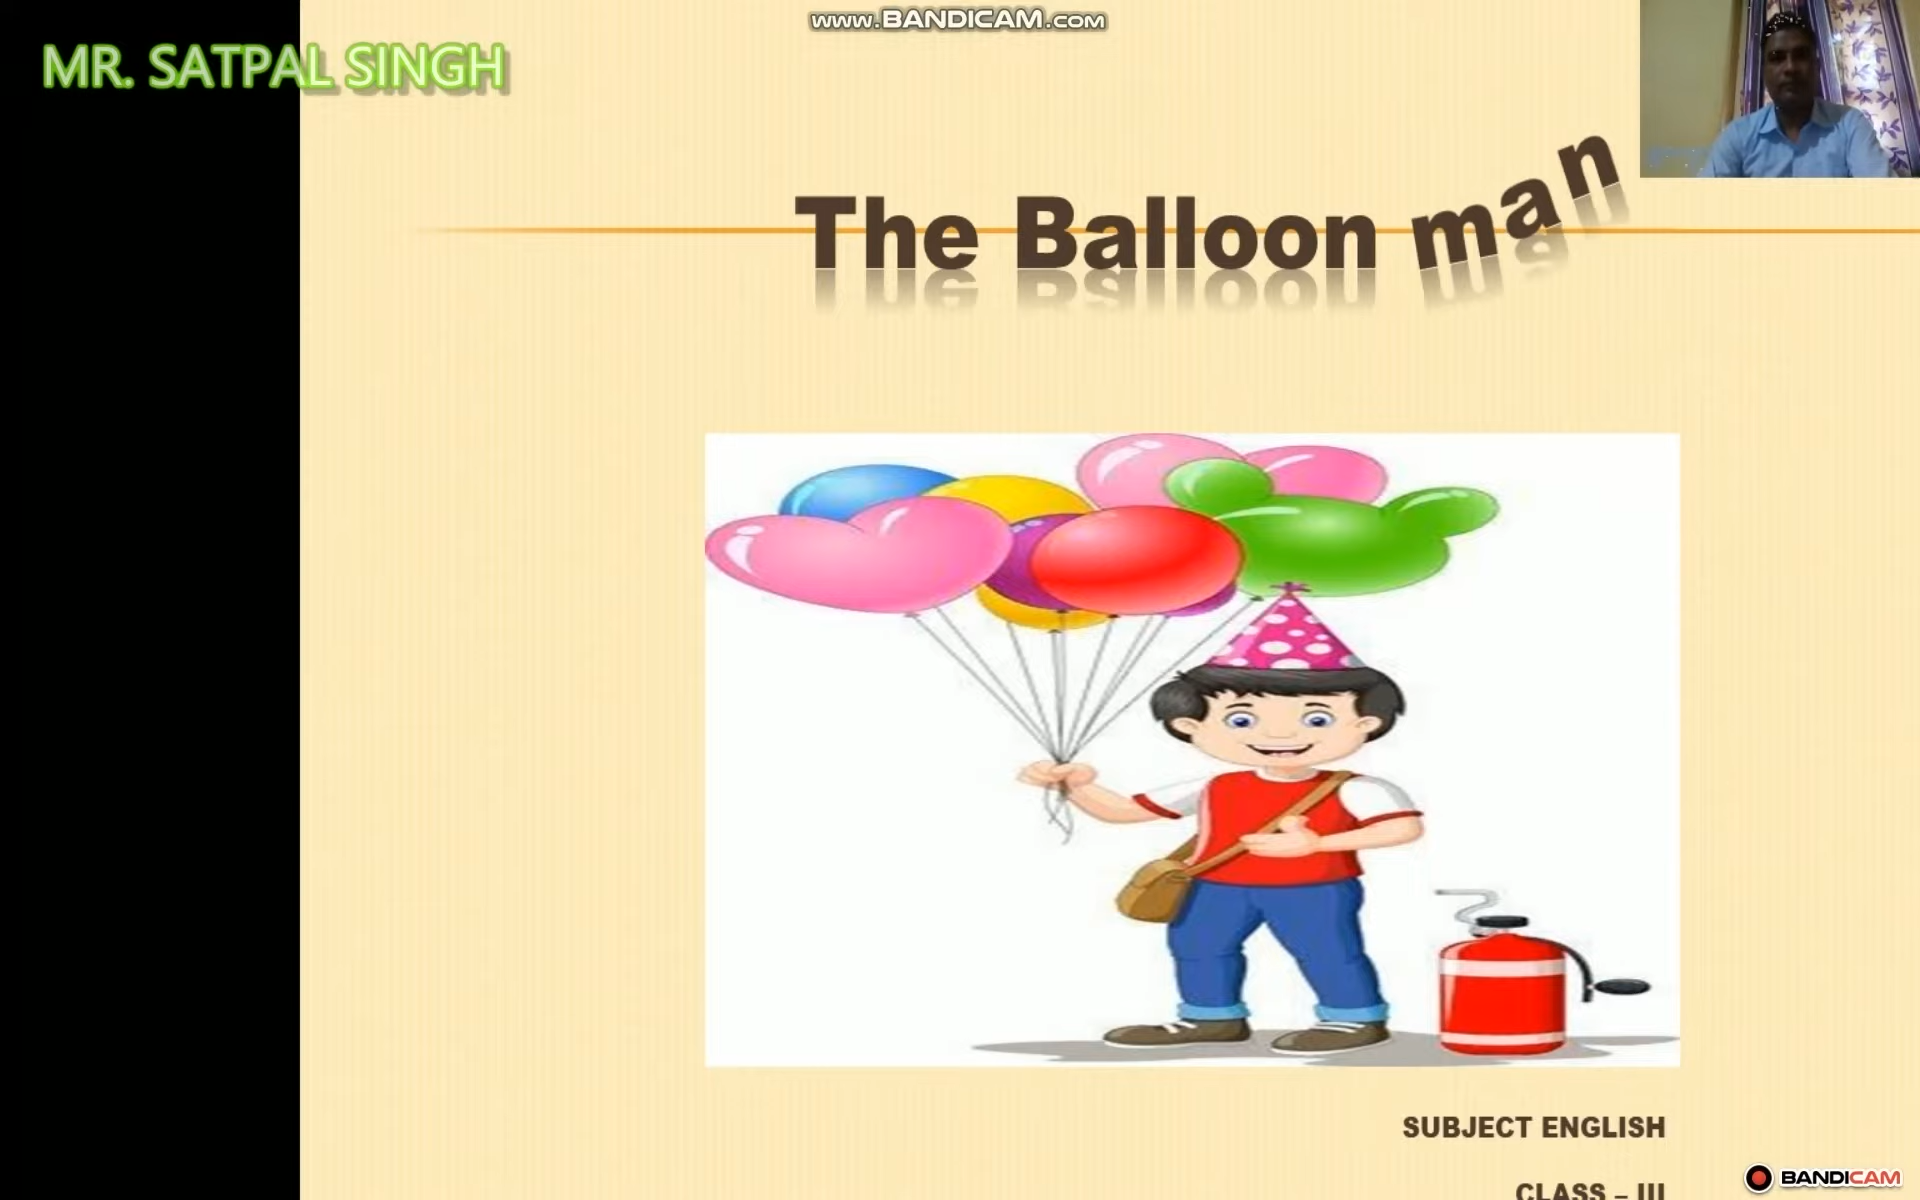 www.BANDICAM.com
MR. SATPAL SINGH
The Balloon man
SUBJECT ENGLISH
CLASS – III
BANDICAM